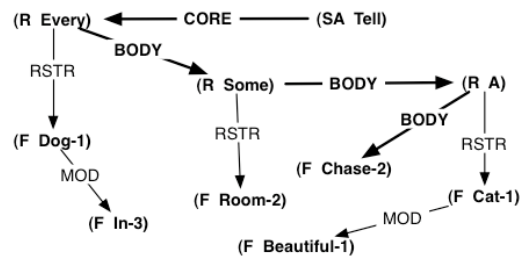 (R Every) CORE (SA Tell)
BODY
RSTR
(R Some) BODY (R A)
BODY
RSTR
(F Dog-1)
RSTR
MOD
(F Chase-2)
(F Room-2)
(F Cat-1)
(F In-3)
MOD
(F Beautiful-1)